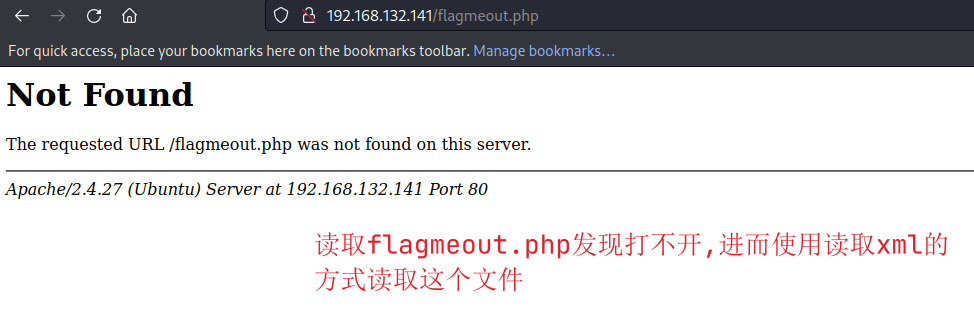 192.168.132.141/flagmeout.php
For quick access, place your bookmarks here on the bookmarks toolbar. Manage bookmarks...
Not Found
The requested URL /flagmeout.php was not found on this server.
Apache/2.4.27 (Ubuntu) Server at 192.168.132.141 Port 80
读取flagmeout.php发现打不开,进而使用读取xml的
方式读取这个文件